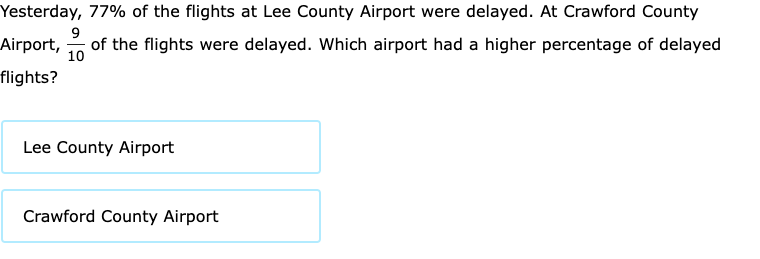 Yesterday, 77% of the flights at Lee County Airport were delayed. At Crawford County
Airport, 9/10 of the flights were delayed. Which airport had a higher percentage of delayed
flights?
Lee County Airport
Crawford County Airport